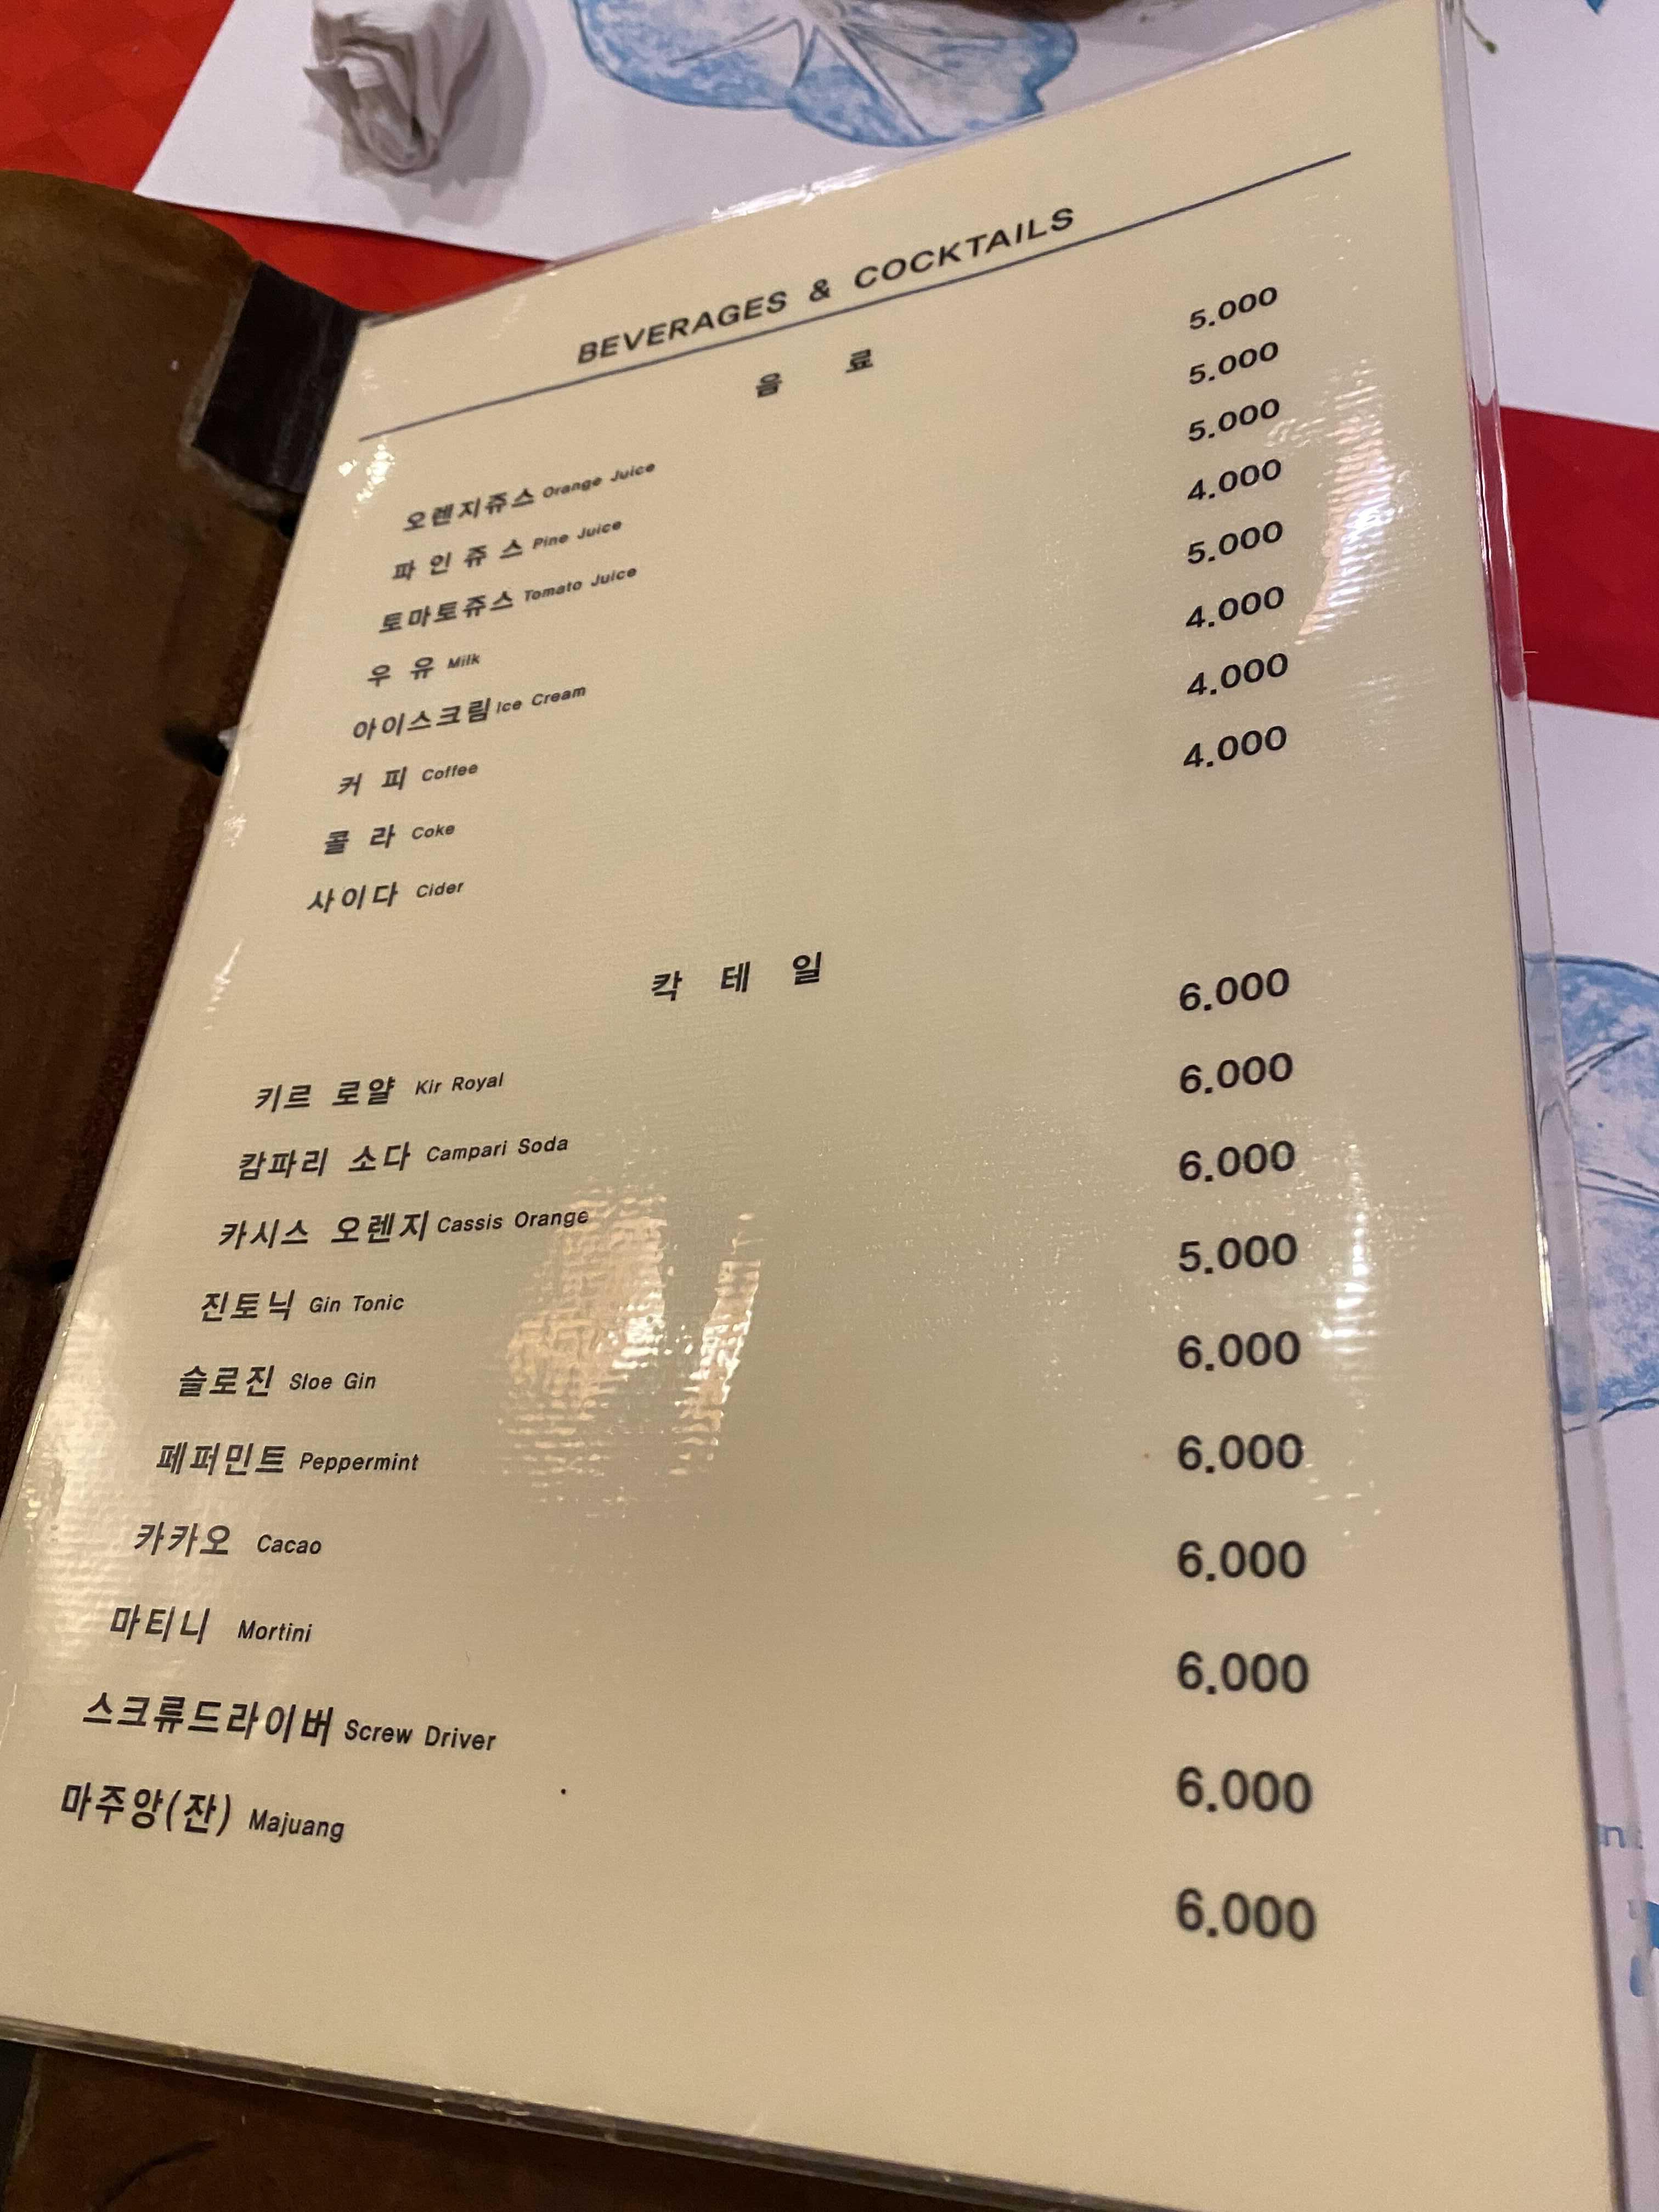 BEVERAGES & COCKTAILS
음 료
오렌지쥬스 Orange Juice 5.000
파인쥬스 Pine Juice 5.000
토마토쥬스 Tomato Juice 5.000
우유 Milk 4.000
아이스크림 Ice Cream 5.000
커피 Coffee 4.000
콜라 Coke 4.000
사이다 Cider 4.000
칵 테 일
키르 로얄 Kir Royal 6.000
캄파리 소다 Campari Soda 6.000
카시스 오렌지 Cassis Orange 6.000
진토닉 Gin Tonic 5.000
슬로진 Sloe Gin 6.000
페퍼민트 Peppermint 6.000
카카오 Cacao 6.000
마티니 Mortini 6.000
스크류드라이버 Screw Driver 6.000
마주앙(잔) Majuang 6.000